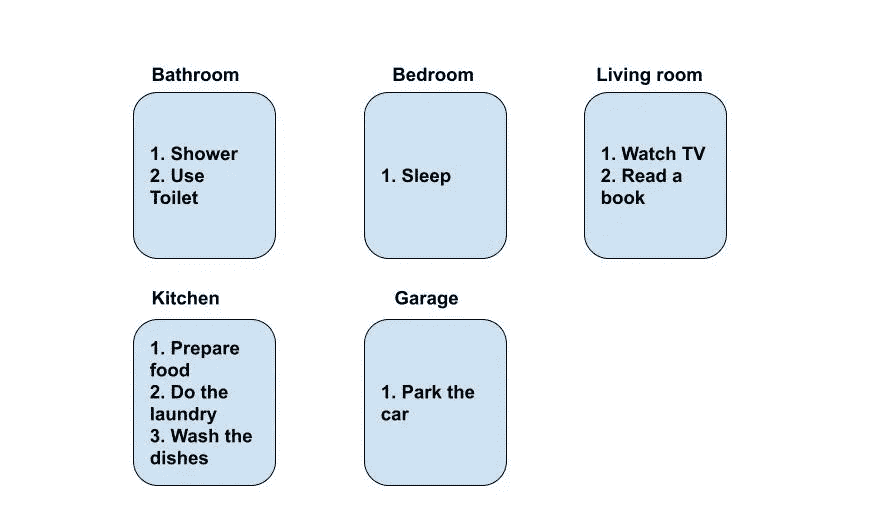 Bathroom
1. Shower
2. Use
Toilet
Bedroom
1. Sleep
Living room
1. Watch TV
2. Read a
book
Kitchen
1. Prepare
food
2. Do the
laundry
3. Wash the
dishes
Garage
1. Park the
car